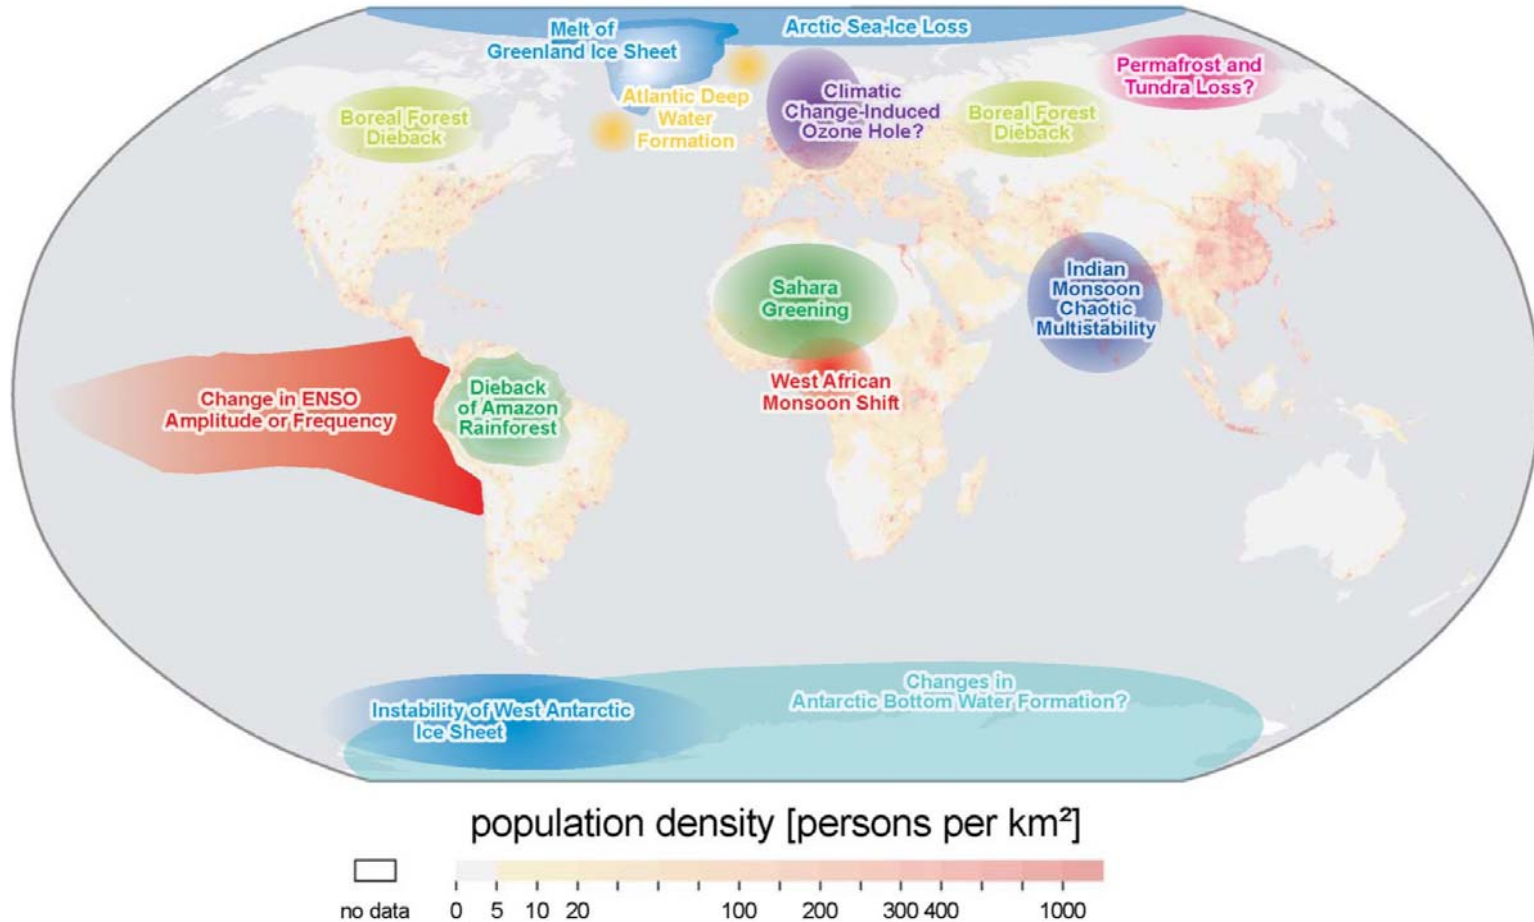 Melt of
Greenland Ice Sheet
Arctic Sea-Ice Loss
Permafrost and
Tundra Loss?
Atlantic Deep
Water
Formation
Climatic
Change-Induced
Ozone Hole?
Boreal Forest
Dieback
Boreal Forest
Dieback
Sahara
Greening
Indian
Monsoon
Chaotic
Multistability
West African
Monsoon Shift
Change in ENSO
Amplitude or Frequency
Dieback
of Amazon
Rainforest
Instability of West Antarctic
Ice Sheet
Changes in
Antarctic Bottom Water Formation?
population density [persons per km²]
no data 0 5 10 20 100 200 300 400 1000